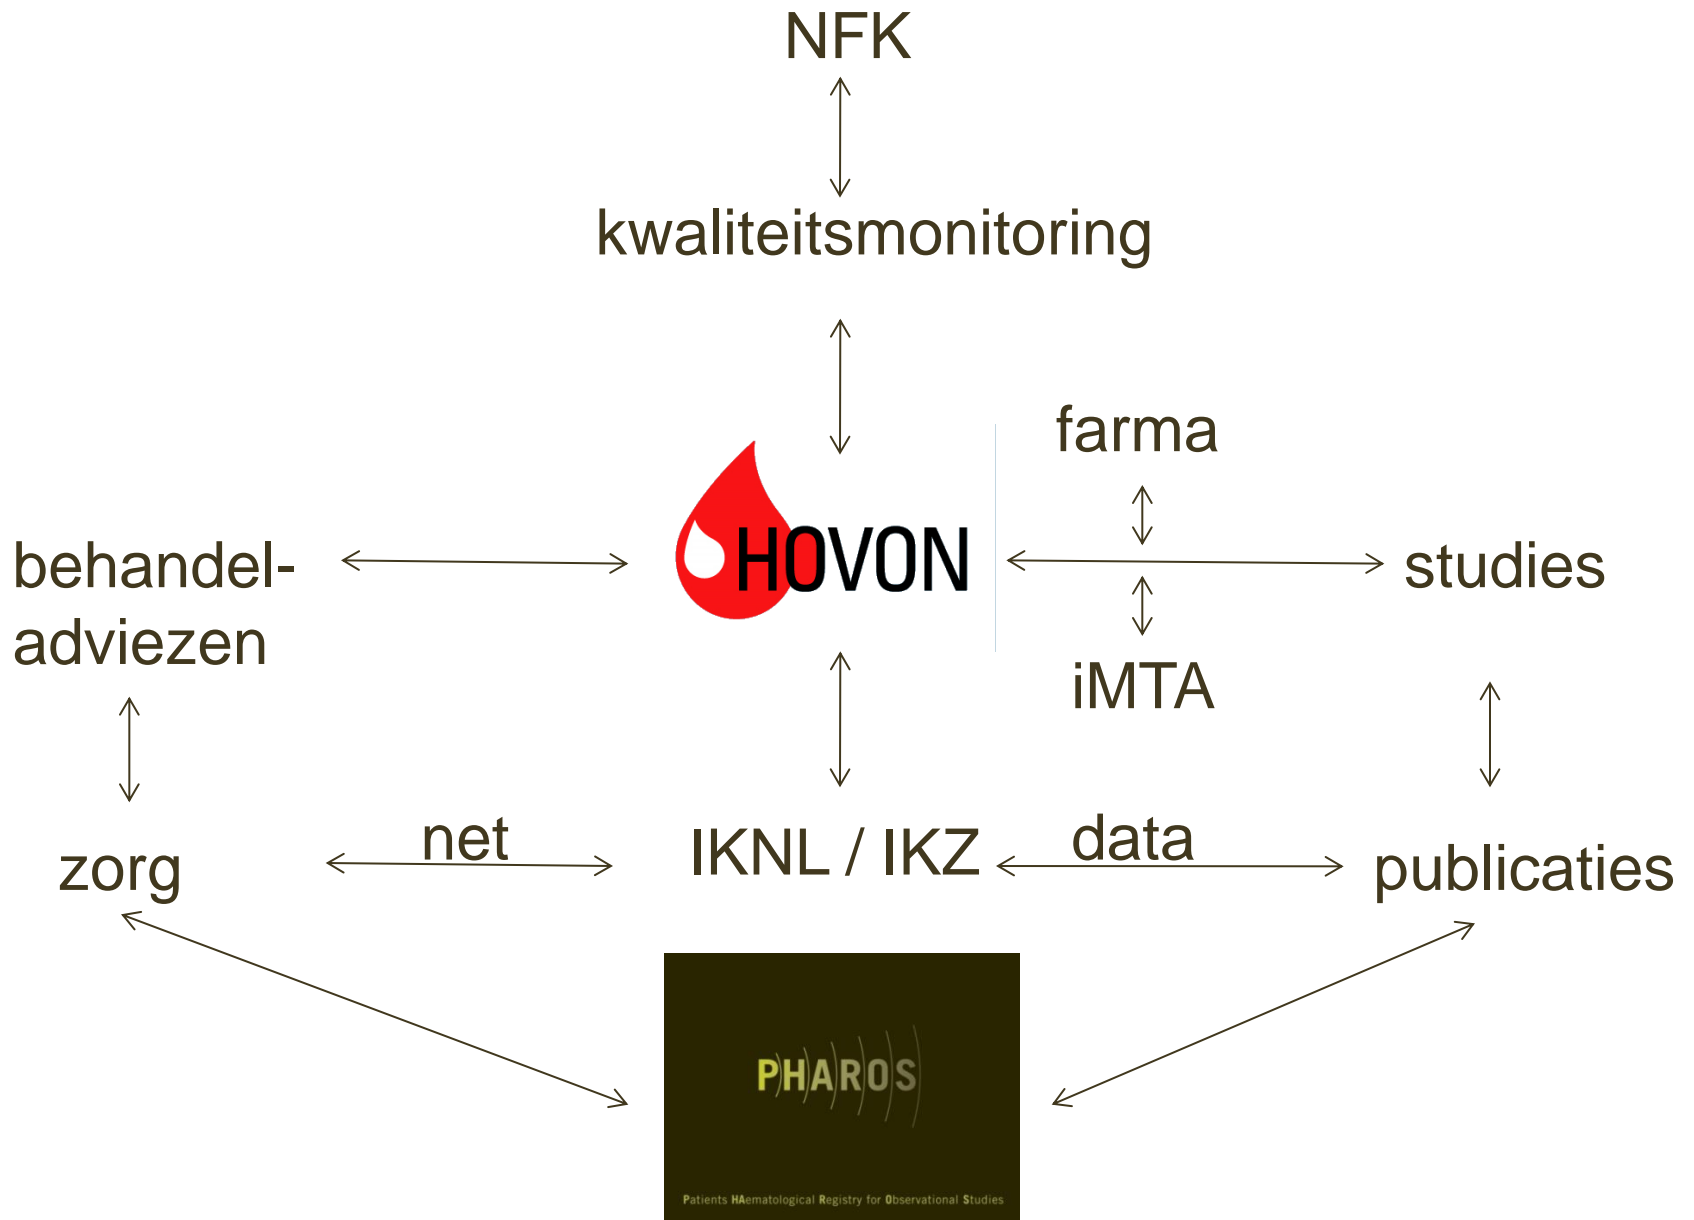 NFK
kwaliteitsmonitoring
farma
HOVON
behandel-
adviezen
studies
iMTA
net
IKNL / IKZ
data
zorg
publicaties
PHAROS
Patients HAematological Registry for Observational Studies